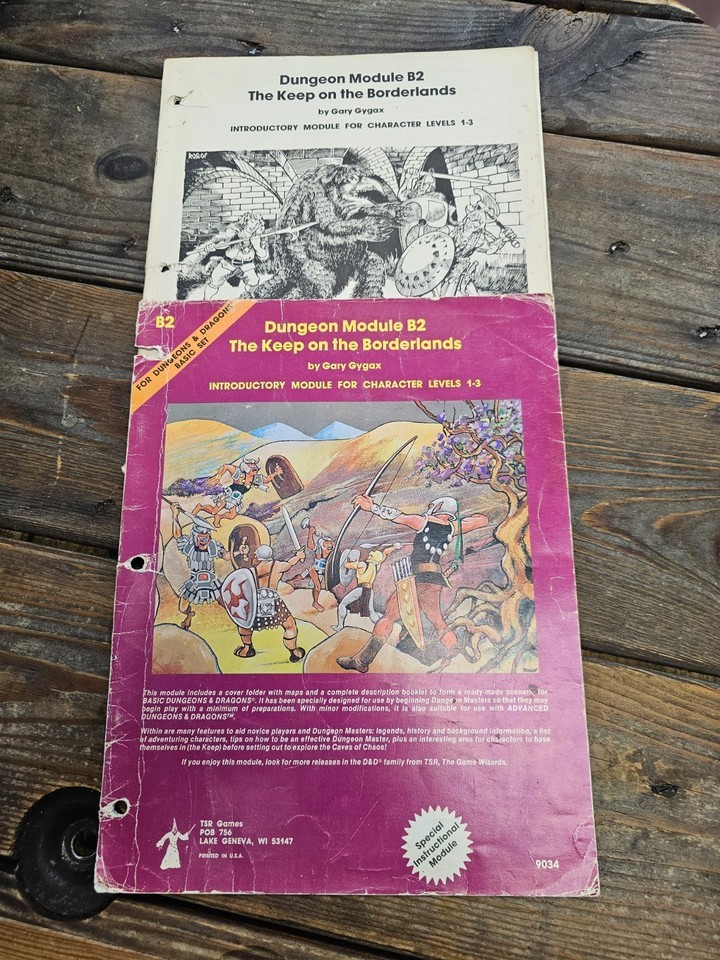 Dungeon Module B2
The Keep on the Borderlands
by Gary Gygax
INTRODUCTORY MODULE FOR CHARACTER LEVELS 1-3
B2
FOR DUNGEONS & DRAGONS®
BASIC SET
Dungeon Module B2
The Keep on the Borderlands
by Gary Gygax
INTRODUCTORY MODULE FOR CHARACTER LEVELS 1-3
This module includes a cover folder with maps and a complete description booklet to form a ready-made scenario for
BASIC DUNGEONS & DRAGONS®. It has been specially designed for use by beginning Dungeon Masters so that they may
begin play with a minimum of preparations. With minor modifications, it is also suitable for use with ADVANCED
DUNGEONS & DRAGONS™.
Within are many features to aid novice players and Dungeon Masters: legends, history and background information, a list
of adventuring characters, tips on how to be an effective Dungeon Master, plus an interesting area for characters to base
themselves in (the Keep) before setting out to explore the Caves of Chaos!
If you enjoy this module, look for more releases in the D&D® family from TSR, The Game Wizards.
TSR Games
POB 756
LAKE GENEVA, WI 53147
PRINTED IN U.S.A.
Special
Instructional
Module
9034